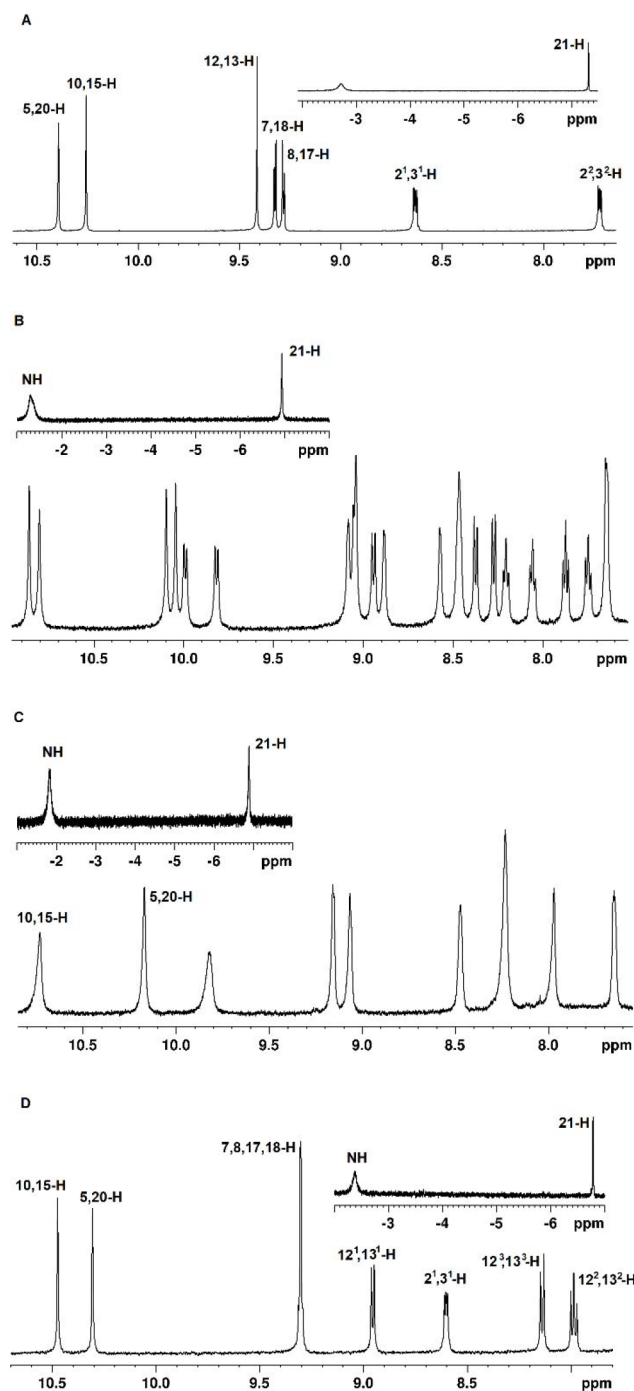 A
5,20-H
10,15-H
12,13-H
7,18-H
8,17-H
2¹,3¹-H
2²,3²-H
21-H
-3 -4 -5 -6 ppm
10.5 10.0 9.5 9.0 8.5 8.0 ppm
B
NH
21-H
-2 -3 -4 -5 -6 ppm
10.5 10.0 9.5 9.0 8.5 8.0 ppm
C
NH
21-H
-2 -3 -4 -5 -6 ppm
10,15-H
5,20-H
10.5 10.0 9.5 9.0 8.5 8.0 ppm
D
10,15-H
5,20-H
7,8,17,18-H
NH
21-H
-3 -4 -5 -6 ppm
12¹,13¹-H
2¹,3¹-H
12³,13³-H
12²,13²-H
10.5 10.0 9.5 9.0 8.5 ppm